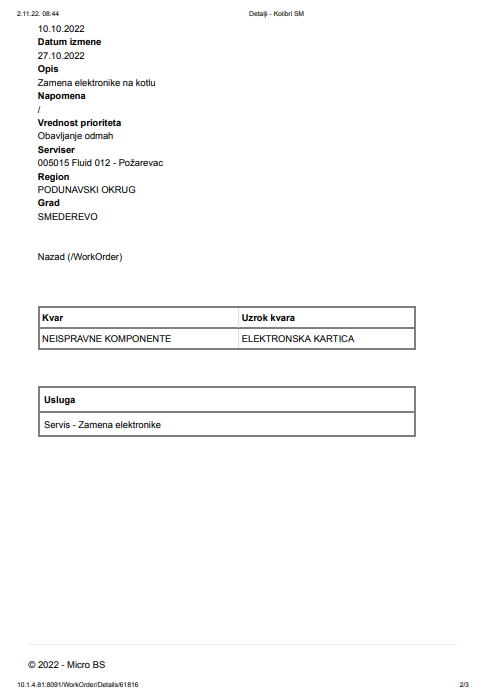 2.11.22. 08:44 Detalji - Kolibri SM
10.10.2022
Datum izmene
27.10.2022
Opis
Zamena elektronike na kotlu
Napomena
/
Vrednost prioriteta
Obavljanje odmah
Serviser
005015 Fluid 012 - Požarevac
Region
PODUNAVSKI OKRUG
Grad
SMEDEREVO
Nazad (/WorkOrder)
Kvar Uzrok kvara
NEISPRAVNE KOMPONENTE ELEKTRONSKA KARTICA
Usluga
Servis - Zamena elektronike
© 2022 - Micro BS
10.1.4.81:8091/WorkOrder/Details/61816 2/3